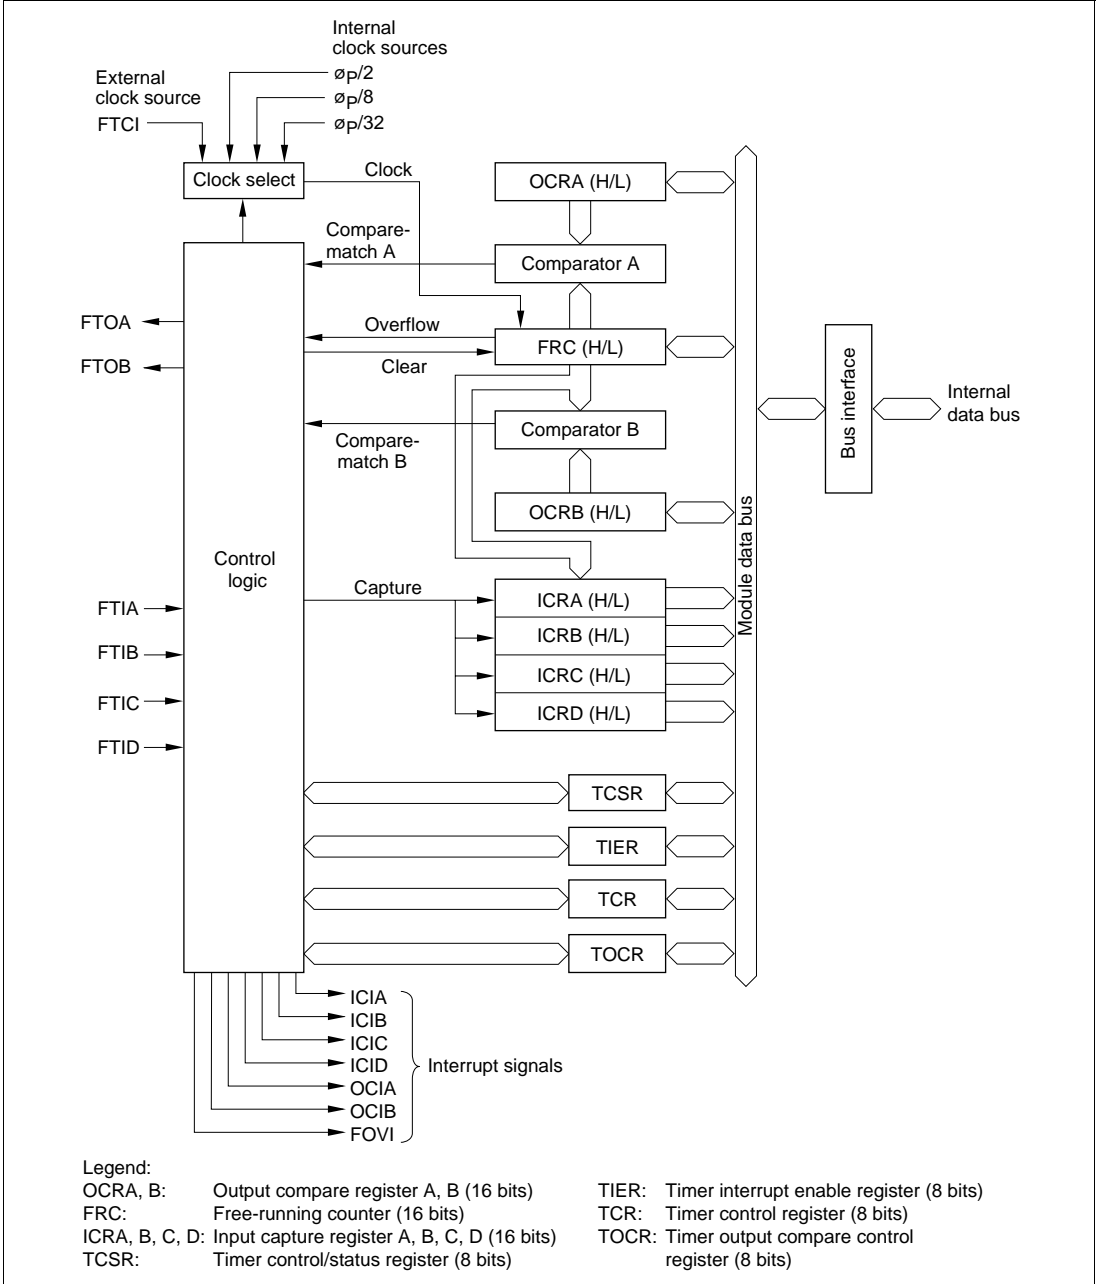 Internal
clock sources
øP/2
External
clock source
øP/8
FTCI
øP/32
Clock select
Clock
OCRA (H/L)
Compare-
match A
Comparator A
FTOA
Overflow
FRC (H/L)
FTOB
Clear
Bus interface
Internal
data bus
Compare-
match B
Comparator B
OCRB (H/L)
Module data bus
Control
logic
Capture
FTIA
ICRA (H/L)
ICRB (H/L)
FTIB
ICRC (H/L)
FTIC
ICRD (H/L)
FTID
TCSR
TIER
TCR
TOCR
ICIA
ICIB
ICIC
ICID
Interrupt signals
OCIA
OCIB
FOVI
Legend:
OCRA, B: Output compare register A, B (16 bits)
FRC: Free-running counter (16 bits)
ICRA, B, C, D: Input capture register A, B, C, D (16 bits)
TCSR: Timer control/status register (8 bits)
TIER: Timer interrupt enable register (8 bits)
TCR: Timer control register (8 bits)
TOCR: Timer output compare control
register (8 bits)